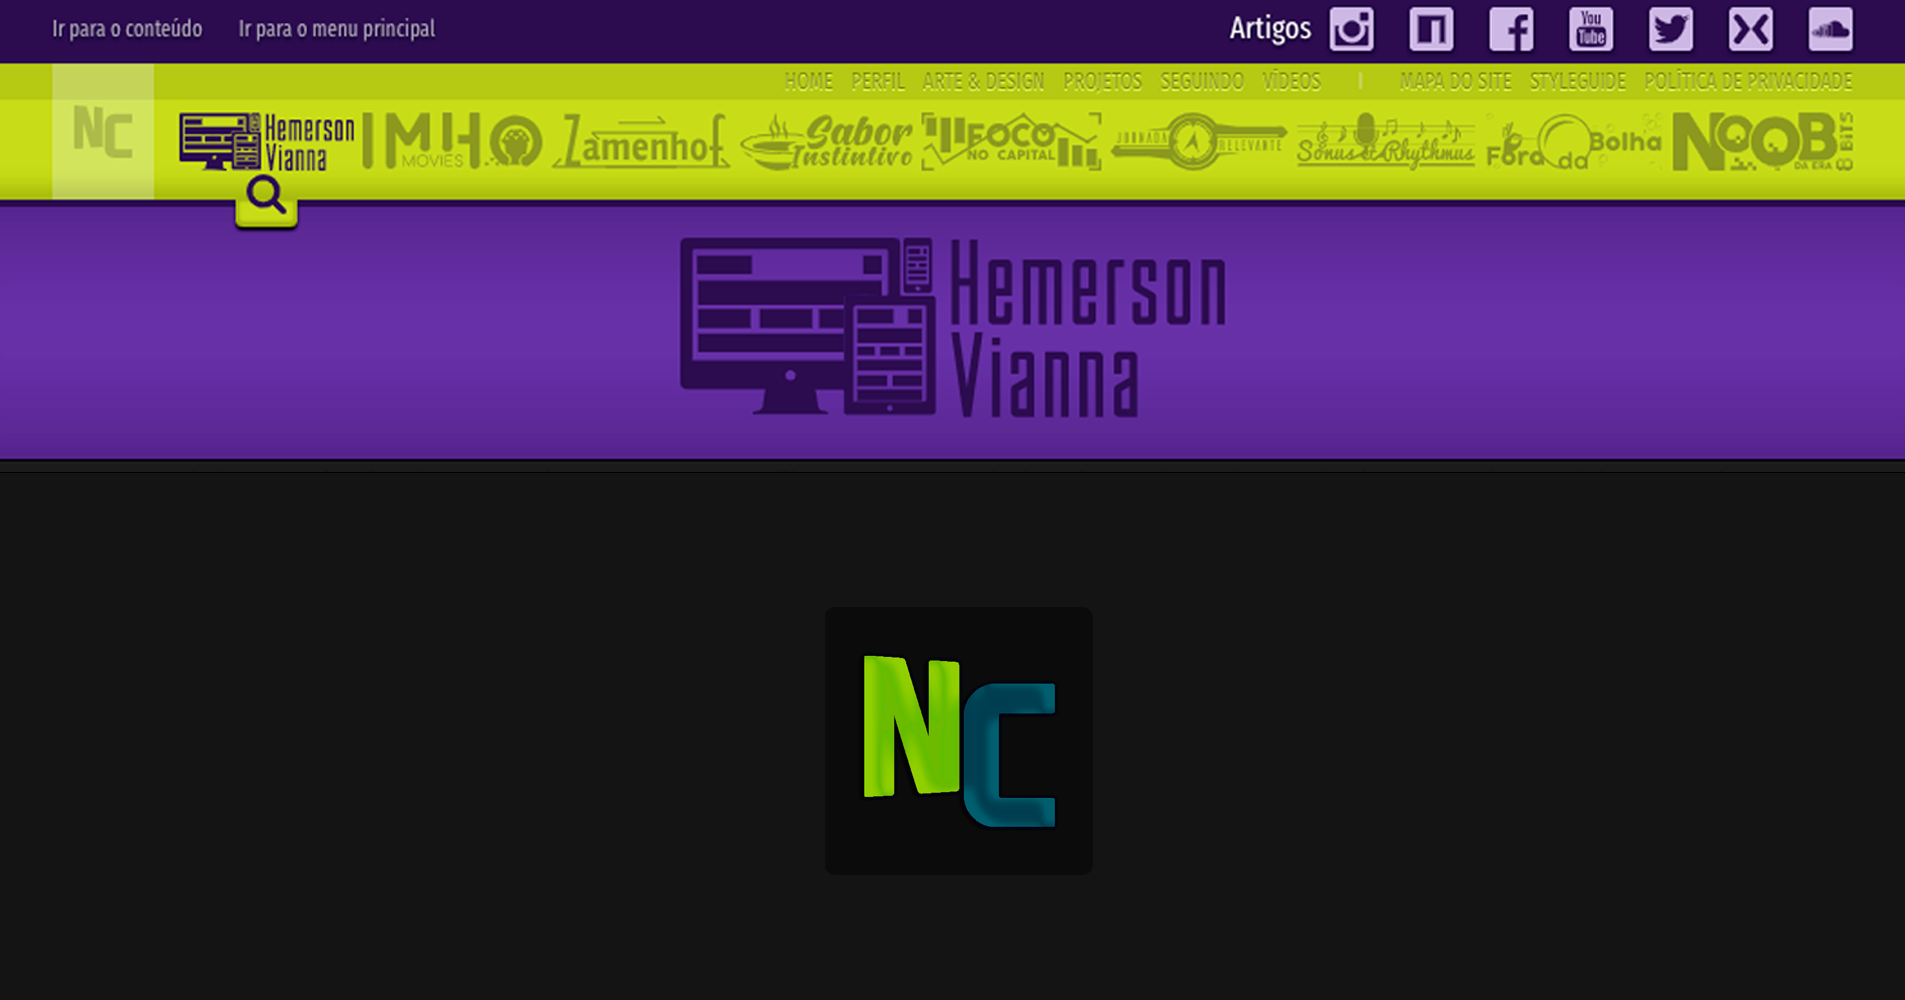 Ir para o conteúdo Ir para o menu principal Artigos You Tube
HOME PERFIL ARTE & DESIGN PROJETOS SEGUINDO VÍDEOS | MAPA DO SITE STYLEGUIDE POLÍTICA DE PRIVACIDADE
NC
Hemerson
Vianna
IMHO
MOVIES
Zamenhof
Sabor
Instintivo
FOCO
NO CAPITAL
JORNADA RELEVANTE
Sonus et Rhythmus
Fora da Bolha
NOOB
DA ERA 8 BITS
Hemerson
Vianna
NC